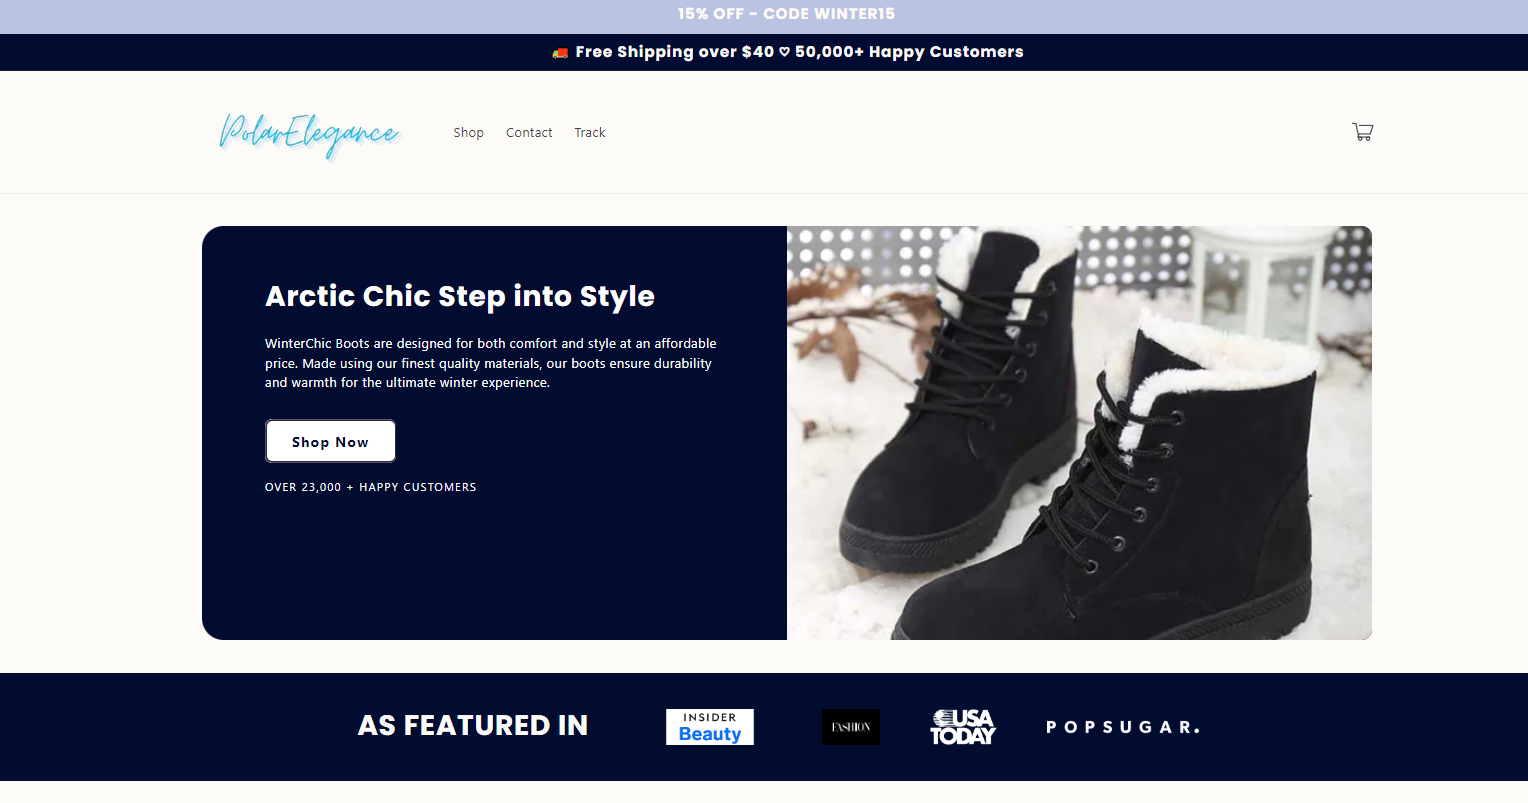 15% OFF - CODE WINTER15
🚚 Free Shipping over $40 ♡ 50,000+ Happy Customers
PolarElegance
Shop
Contact
Track
Arctic Chic Step into Style
WinterChic Boots are designed for both comfort and style at an affordable
price. Made using our finest quality materials, our boots ensure durability
and warmth for the ultimate winter experience.
Shop Now
OVER 23,000 + HAPPY CUSTOMERS
AS FEATURED IN
INSIDER
Beauty
FASHION
USA
TODAY
POPSUGAR.